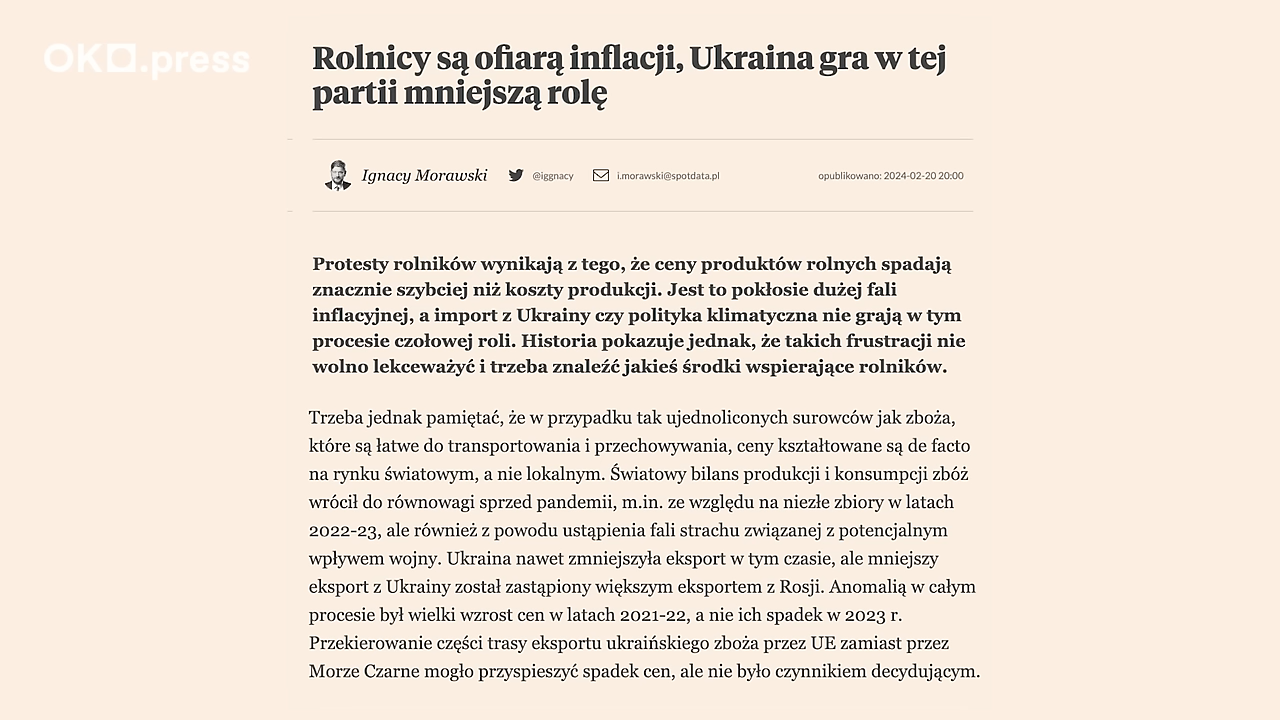 OKO.press
Rolnicy są ofiarą inflacji, Ukraina gra w tej
partii mniejszą rolę
Ignacy Morawski @iggnacy i.morawski@spotdata.pl opublikowano: 2024-02-20 20:00
Protesty rolników wynikają z tego, że ceny produktów rolnych spadają
znacznie szybciej niż koszty produkcji. Jest to pokłosie dużej fali
inflacyjnej, a import z Ukrainy czy polityka klimatyczna nie grają w tym
procesie czołowej roli. Historia pokazuje jednak, że takich frustracji nie
wolno lekceważyć i trzeba znaleźć jakieś środki wspierające rolników.
Trzeba jednak pamiętać, że w przypadku tak ujednoliconych surowców jak zboża,
które są łatwe do transportowania i przechowywania, ceny kształtowane są de facto
na rynku światowym, a nie lokalnym. Światowy bilans produkcji i konsumpcji zbóż
wrócił do równowagi sprzed pandemii, m.in. ze względu na niezłe zbiory w latach
2022-23, ale również z powodu ustąpienia fali strachu związanej z potencjalnym
wpływem wojny. Ukraina nawet zmniejszyła eksport w tym czasie, ale mniejszy
eksport z Ukrainy został zastąpiony większym eksportem z Rosji. Anomalią w całym
procesie był wielki wzrost cen w latach 2021-22, a nie ich spadek w 2023 r.
Przekierowanie części trasy eksportu ukraińskiego zboża przez UE zamiast przez
Morze Czarne mogło przyspieszyć spadek cen, ale nie było czynnikiem decydującym.